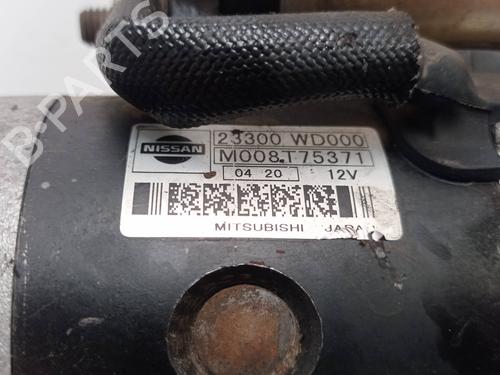 NISSAN
23300 WD000
M008T75371
04 20 12V
MITSUBISHI JAPAN
B-PARTS